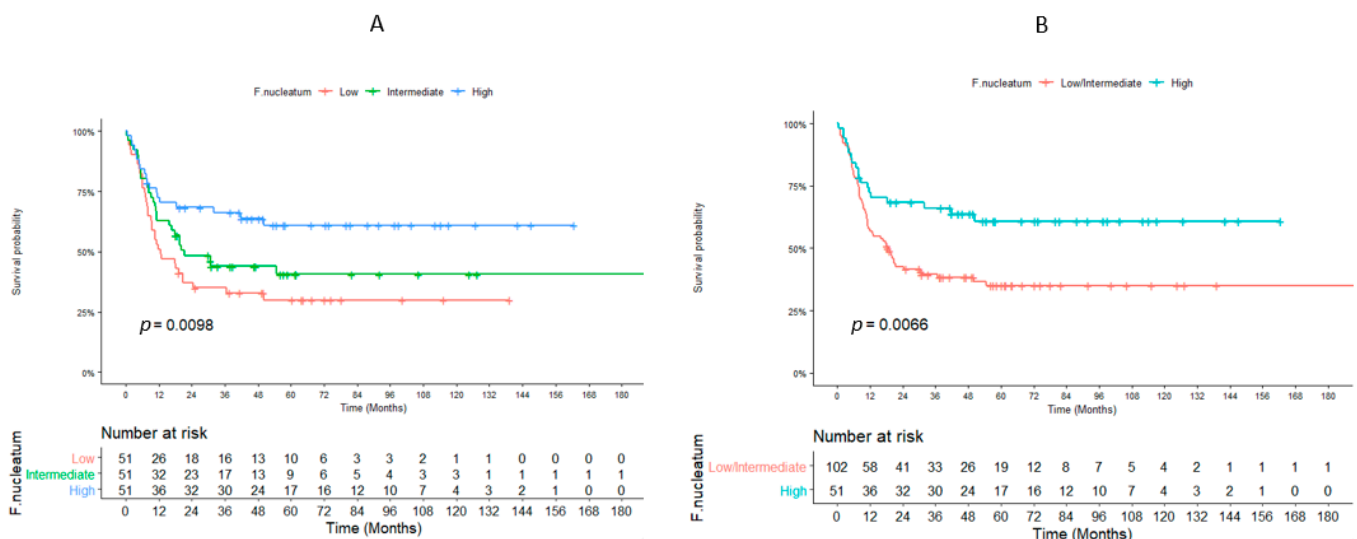 A
F.nucleatum Low Intermediate High
100%
75%
50%
25%
0%
Survival probability
p = 0.0098
0 12 24 36 48 60 72 84 96 108 120 132 144 156 168 180
Time (Months)
Number at risk
F.nucleatum
Low 51 26 18 16 13 10 6 3 3 2 1 1 0 0 0 0
Intermediate 51 32 23 17 13 9 6 5 4 3 3 1 1 1 1 1
High 51 36 32 30 24 17 16 12 10 7 4 3 2 1 0 0
0 12 24 36 48 60 72 84 96 108 120 132 144 156 168 180
Time (Months)
B
F.nucleatum Low/Intermediate High
100%
75%
50%
25%
0%
Survival probability
p = 0.0066
0 12 24 36 48 60 72 84 96 108 120 132 144 156 168 180
Time (Months)
Number at risk
F.nucleatum
Low/Intermediate 102 58 41 33 26 19 12 8 7 5 4 2 1 1 1 1
High 51 36 32 30 24 17 16 12 10 7 4 3 2 1 0 0
0 12 24 36 48 60 72 84 96 108 120 132 144 156 168 180
Time (Months)